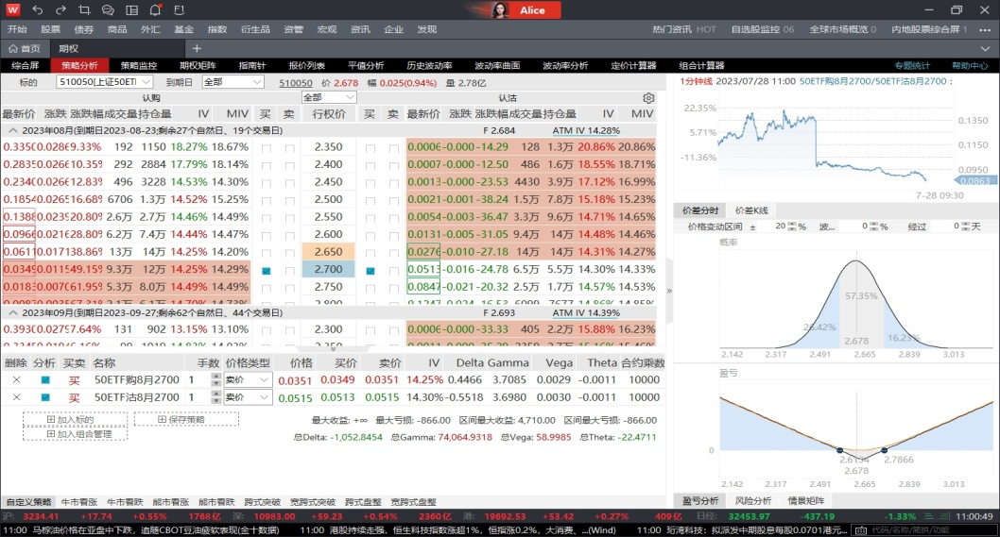 W F1 Alice
开始 股票 债券 商品 外汇 基金 指数 衍生品 资管 宏观 资讯 企业 发现 热门资讯 HOT 自选股监控 06 全球市场概览 0 内地股票综合屏 1
首页 期权 +
综合屏 策略分析 策略监控 期权矩阵 指南针 报价列表 平值分析 历史波动率 波动率曲面 波动率分析 定价计算器 组合计算器 专题统计 帮助中心
标的 510050[上证50ETI 到期日 全部 510050 价 2.678 幅 0.025(0.94%) 量 2.78亿
认购 全部 认沽
最新价 涨跌 涨跌幅 成交量 持仓量 IV MIV 买 卖 行权价 买 卖 最新价 涨跌 涨跌幅 成交量 持仓量 IV MIV
2023年08月(到期日2023-08-23;剩余27个自然日、19个交易日) F 2.684 ATM IV 14.28%
0.335 0.028 9.33% 192 1150 18.27% 18.67% 2.350 0.0006 -0.000 -14.29 128 1.3万 20.86% 20.86%
0.2835 0.026 10.35% 292 2884 17.79% 18.14% 2.400 0.0007 -0.000 -12.50 486 1.6万 18.55% 18.71%
0.234 0.026 12.83% 496 3228 14.53% 14.30% 2.450 0.0013 -0.000 -23.53 4430 3.9万 17.12% 16.99%
0.1854 0.026 16.68% 6706 1.3万 14.52% 15.25% 2.500 0.0021 -0.001 -38.24 1.5万 7.8万 15.18% 15.23%
0.1388 0.023 20.80% 2.6万 2.7万 14.46% 14.49% 2.550 0.0054 -0.003 -36.47 3.3万 9.6万 14.71% 14.65%
0.0966 0.021 28.80% 6.2万 7.4万 14.44% 14.47% 2.600 0.0131 -0.005 -31.05 9.4万 14万 14.48% 14.46%
0.0611 0.017 38.86% 13万 14万 14.25% 14.20% 2.650 0.0276 -0.010 -27.18 14万 14万 14.31% 14.27%
0.0349 0.011 49.15% 9.3万 12万 14.25% 14.29% 2.700 0.0513 -0.016 -24.78 6.5万 5.5万 14.30% 14.33%
0.0183 0.007 61.95% 5.3万 8.0万 14.49% 14.49% 2.750 0.0847 -0.021 -20.32 2.5万 1.7万 14.57% 14.53%
2023年09月(到期日2023-09-27;剩余62个自然日、44个交易日) F 2.693 ATM IV 14.39%
0.393 0.027 7.64% 131 902 13.15% 13.10% 2.300 0.0006 -0.000 -33.33 405 2.2万 15.88% 16.23%
删除 分析 买卖 名称 手数 价格类型 价格 买价 卖价 IV Delta Gamma Vega Theta 合约乘数
买 50ETF购8月2700 1 卖价 0.0351 0.0349 0.0351 14.25% 0.4466 3.7085 0.0029 -0.0011 10000
买 50ETF沽8月2700 1 卖价 0.0515 0.0513 0.0515 14.30% -0.5518 3.6980 0.0030 -0.0011 10000
加入标的 保存策略 最大收益: +∞ 最大亏损: -866.00 区间最大收益: 4,710.00 区间最大亏损: -866.00
加入组合管理 总Delta: -1,052.8454 总Gamma: 74,064.9318 总Vega: 58.9985 总Theta: -22.4711
自定义策略 牛市看涨 牛市看跌 熊市看涨 熊市看跌 跨式突破 宽跨式突破 跨式盘整 宽跨式盘整
1分钟线 2023/07/28 11:00 50ETF购8月2700/50ETF沽8月2700 :
22.35%
5.71%
-11.36%
0.1350
0.1150
0.0950
0.0863
7-28 09:30
价差分时 价差K线
价格变动区间 ± 20 % 波... 0 % 经过 0 天
概率
57.35%
26.42% 2.678 16.23%
2.142 2.317 2.491 2.665 2.839 3.013
盈亏
0
2.6134 2.7866
2.678
2.142 2.317 2.491 2.665 2.839 3.013
盈亏分析 风险分析 情景矩阵
沪: 3234.41 +17.74 +0.55% 1768亿 深: 10983.00 +59.23 +0.54% 2360亿 港: 19692.53 +53.42 +0.27% 409亿 日经: 32453.97 -437.19 -1.33% 11:00:49
11:00 马棕油价格在亚盘中下跌，追随CBOT豆油疲软表现(金十数据) 11:00 港股持续走强，恒生科技指数涨超1%，恒指涨0.2%，大消费、...(Wind) 11:00 珩湾科技：拟派发中期股息每股0.0701港元... 代码/名称/简拼/功能